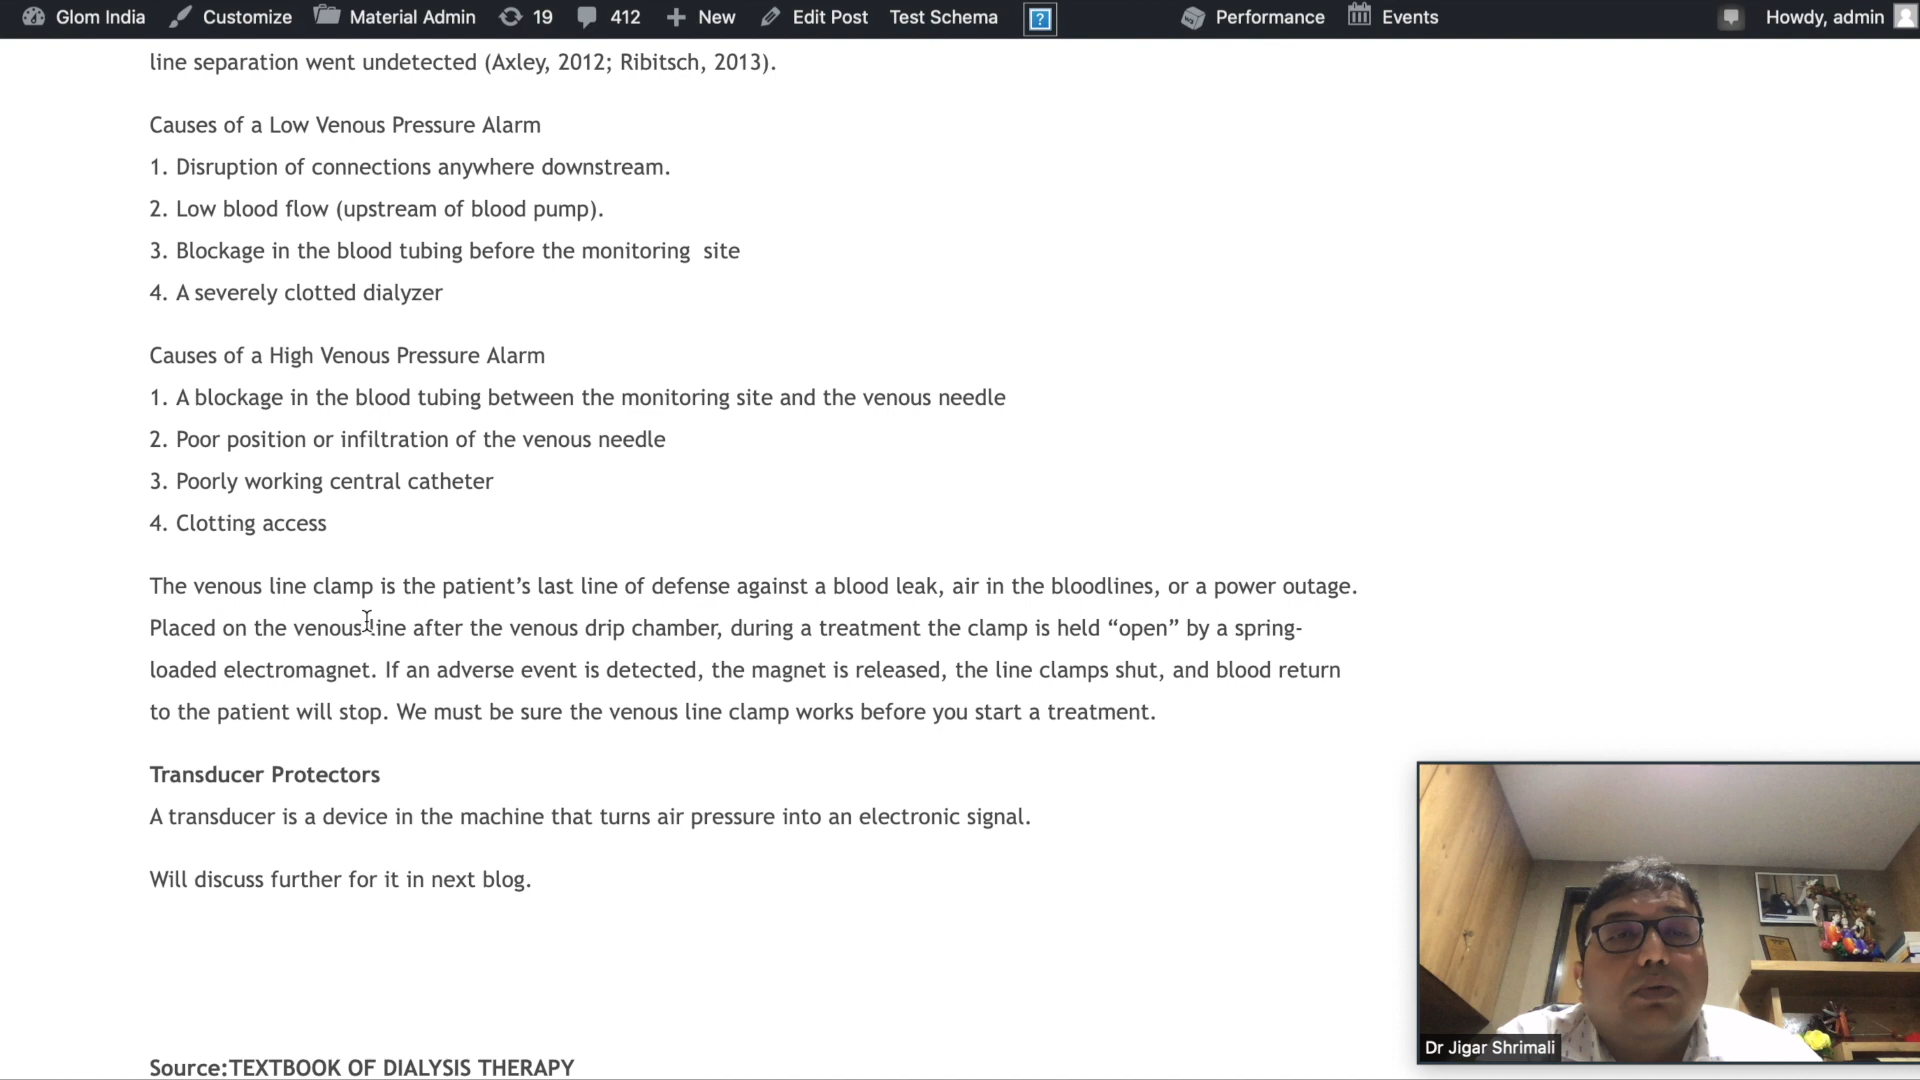 Glom India Customize Material Admin 19 412 New Edit Post Test Schema ? Performance Events Howdy, admin
line separation went undetected (Axley, 2012; Ribitsch, 2013).
Causes of a Low Venous Pressure Alarm
1. Disruption of connections anywhere downstream.
2. Low blood flow (upstream of blood pump).
3. Blockage in the blood tubing before the monitoring  site
4. A severely clotted dialyzer
Causes of a High Venous Pressure Alarm
1. A blockage in the blood tubing between the monitoring site and the venous needle
2. Poor position or infiltration of the venous needle
3. Poorly working central catheter
4. Clotting access
The venous line clamp is the patient’s last line of defense against a blood leak, air in the bloodlines, or a power outage.
Placed on the venous line after the venous drip chamber, during a treatment the clamp is held “open” by a spring-
loaded electromagnet. If an adverse event is detected, the magnet is released, the line clamps shut, and blood return
to the patient will stop. We must be sure the venous line clamp works before you start a treatment.
Transducer Protectors
A transducer is a device in the machine that turns air pressure into an electronic signal.
Will discuss further for it in next blog.
Dr Jigar Shrimali
Source:TEXTBOOK OF DIALYSIS THERAPY